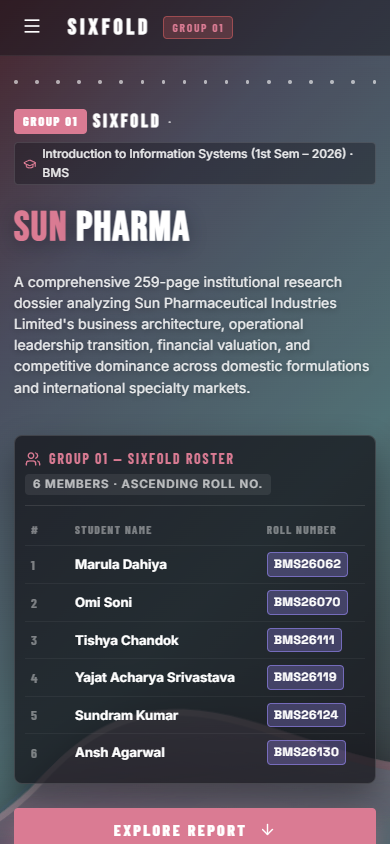 SIXFOLD GROUP 01
GROUP 01 SIXFOLD ·
Introduction to Information Systems (1st Sem – 2026) ·
BMS
SUN PHARMA
A comprehensive 259-page institutional research
dossier analyzing Sun Pharmaceutical Industries
Limited's business architecture, operational
leadership transition, financial valuation, and
competitive dominance across domestic formulations
and international specialty markets.
GROUP 01 — SIXFOLD ROSTER
6 MEMBERS · ASCENDING ROLL NO.
# STUDENT NAME ROLL NUMBER
1 Marula Dahiya BMS26062
2 Omi Soni BMS26070
3 Tishya Chandok BMS26111
4 Yajat Acharya Srivastava BMS26119
5 Sundram Kumar BMS26124
6 Ansh Agarwal BMS26130
EXPLORE REPORT ↓